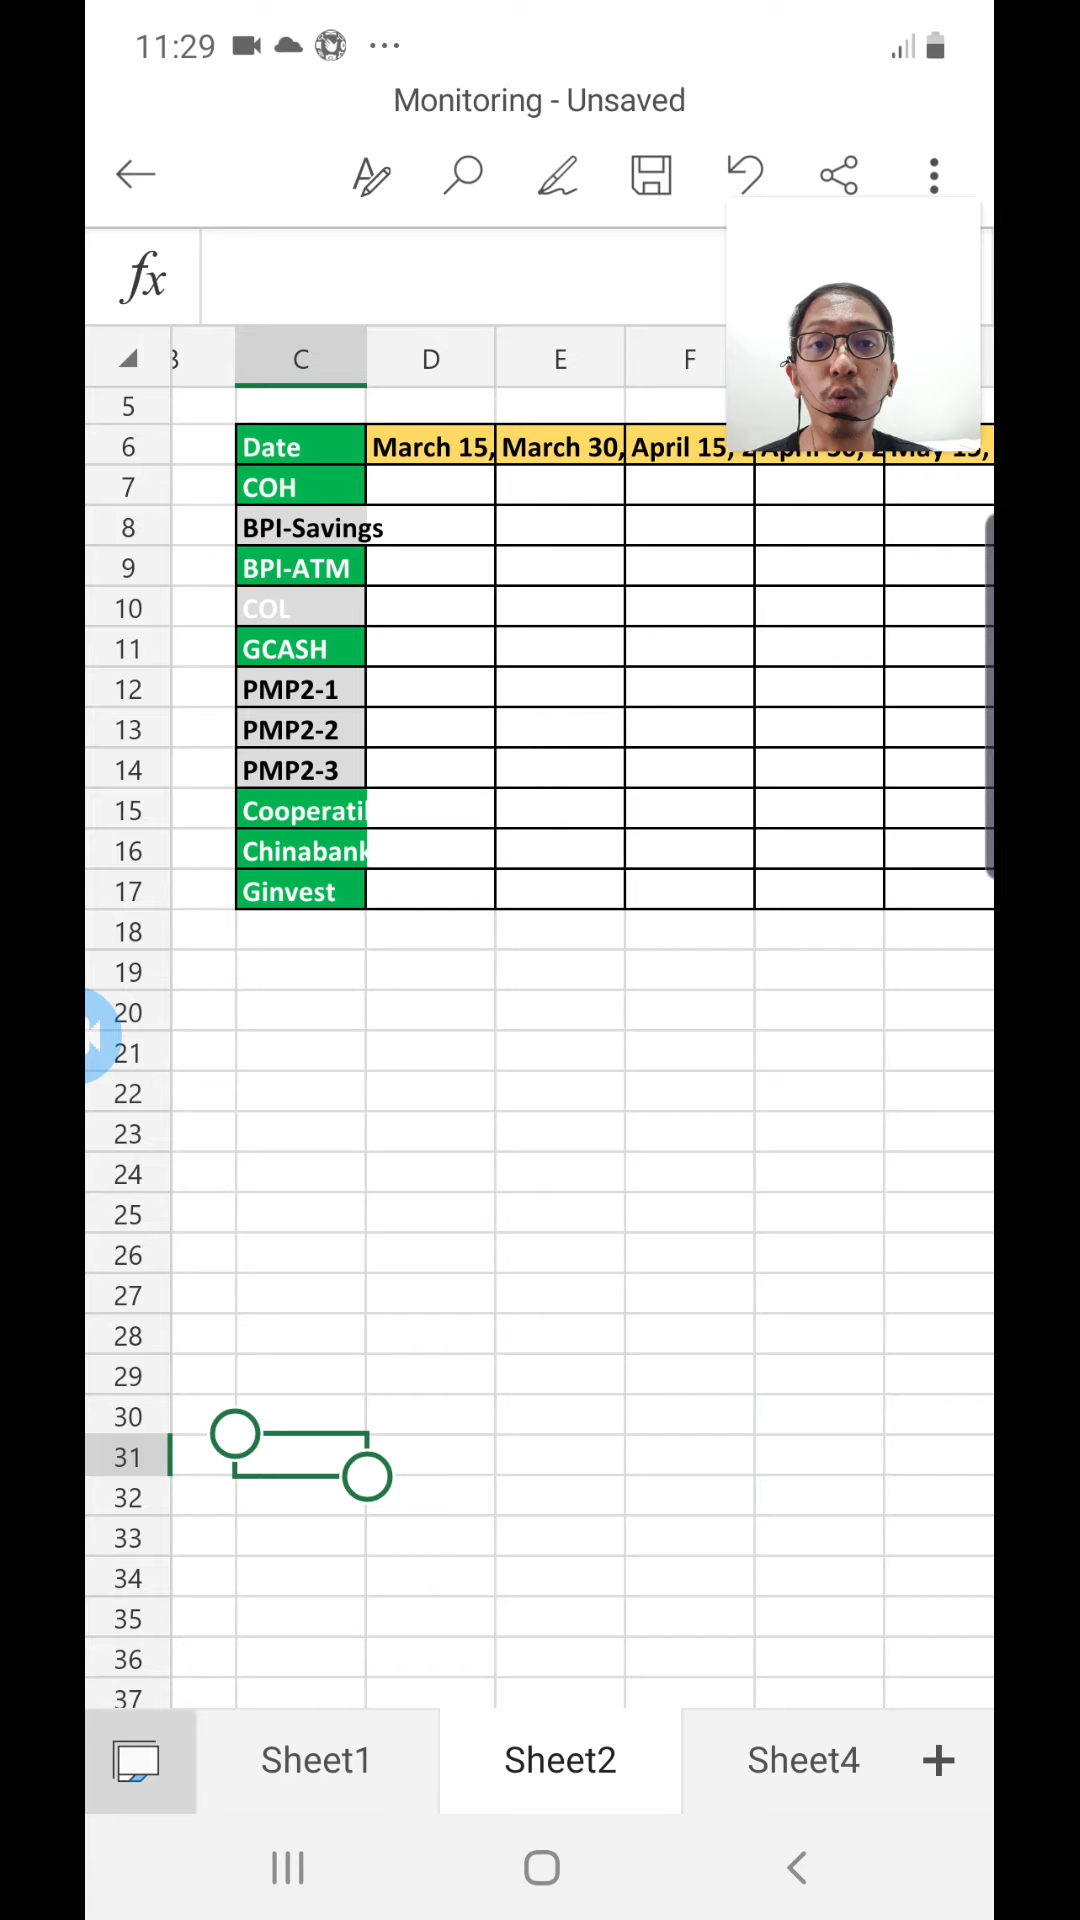 11:29
Monitoring - Unsaved
fx
C D E F
5
6 Date March 15, March 30, April 15,
7 COH
8 BPI-Savings
9 BPI-ATM
10 COL
11 GCASH
12 PMP2-1
13 PMP2-2
14 PMP2-3
15 Cooperati
16 Chinabank
17 Ginvest
18
19
20
21
22
23
24
25
26
27
28
29
30
31
32
33
34
35
36
37
Sheet1 Sheet2 Sheet4 +